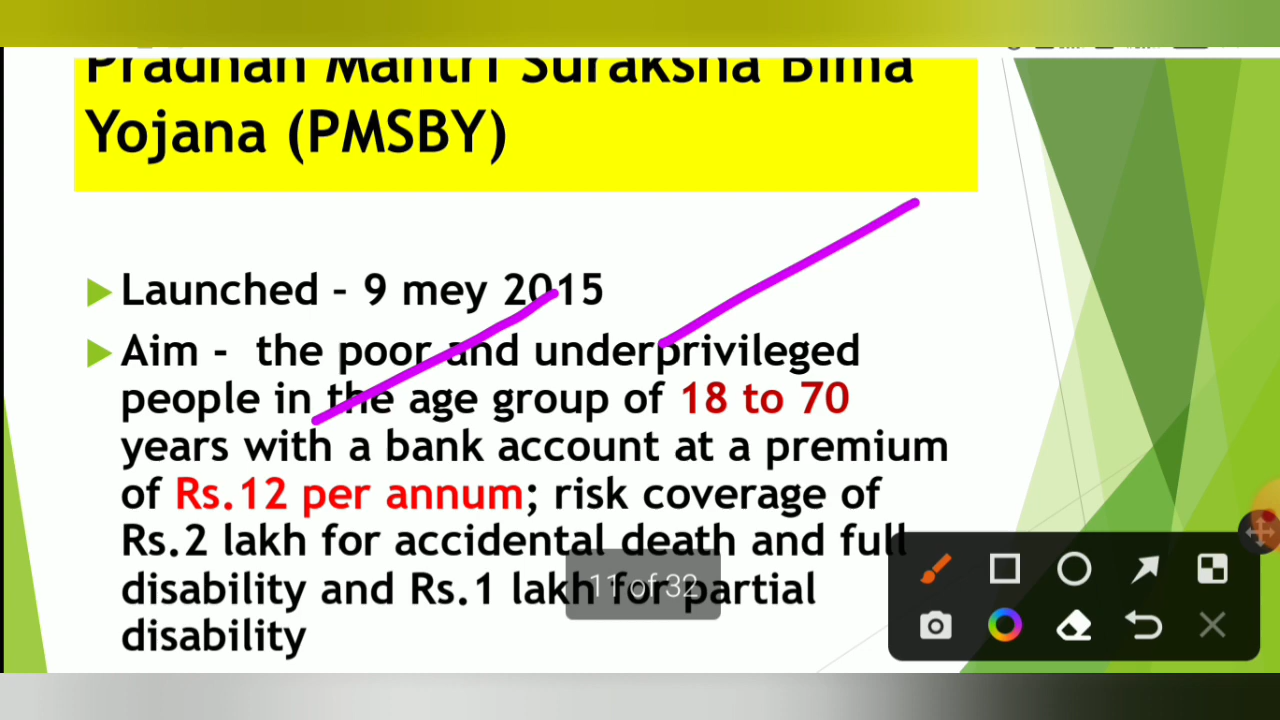 Pradhan Mantri Suraksha Bima
Yojana (PMSBY)
Launched - 9 mey 2015
Aim - the poor and underprivileged
people in the age group of 18 to 70
years with a bank account at a premium
of Rs.12 per annum; risk coverage of
Rs.2 lakh for accidental death and full
disability and Rs.1 lakh for partial
11 of 32
disability